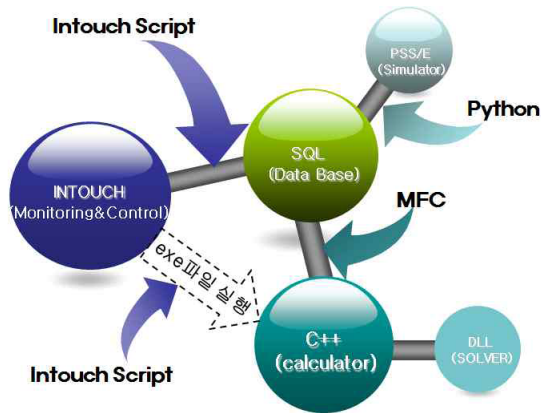 Intouch Script
PSS/E
(Simulator)
Python
SQL
(Data Base)
INTOUCH
(Monitoring&Control)
MFC
exe파일 실행
C++
(calculator)
DLL
(SOLVER)
Intouch Script